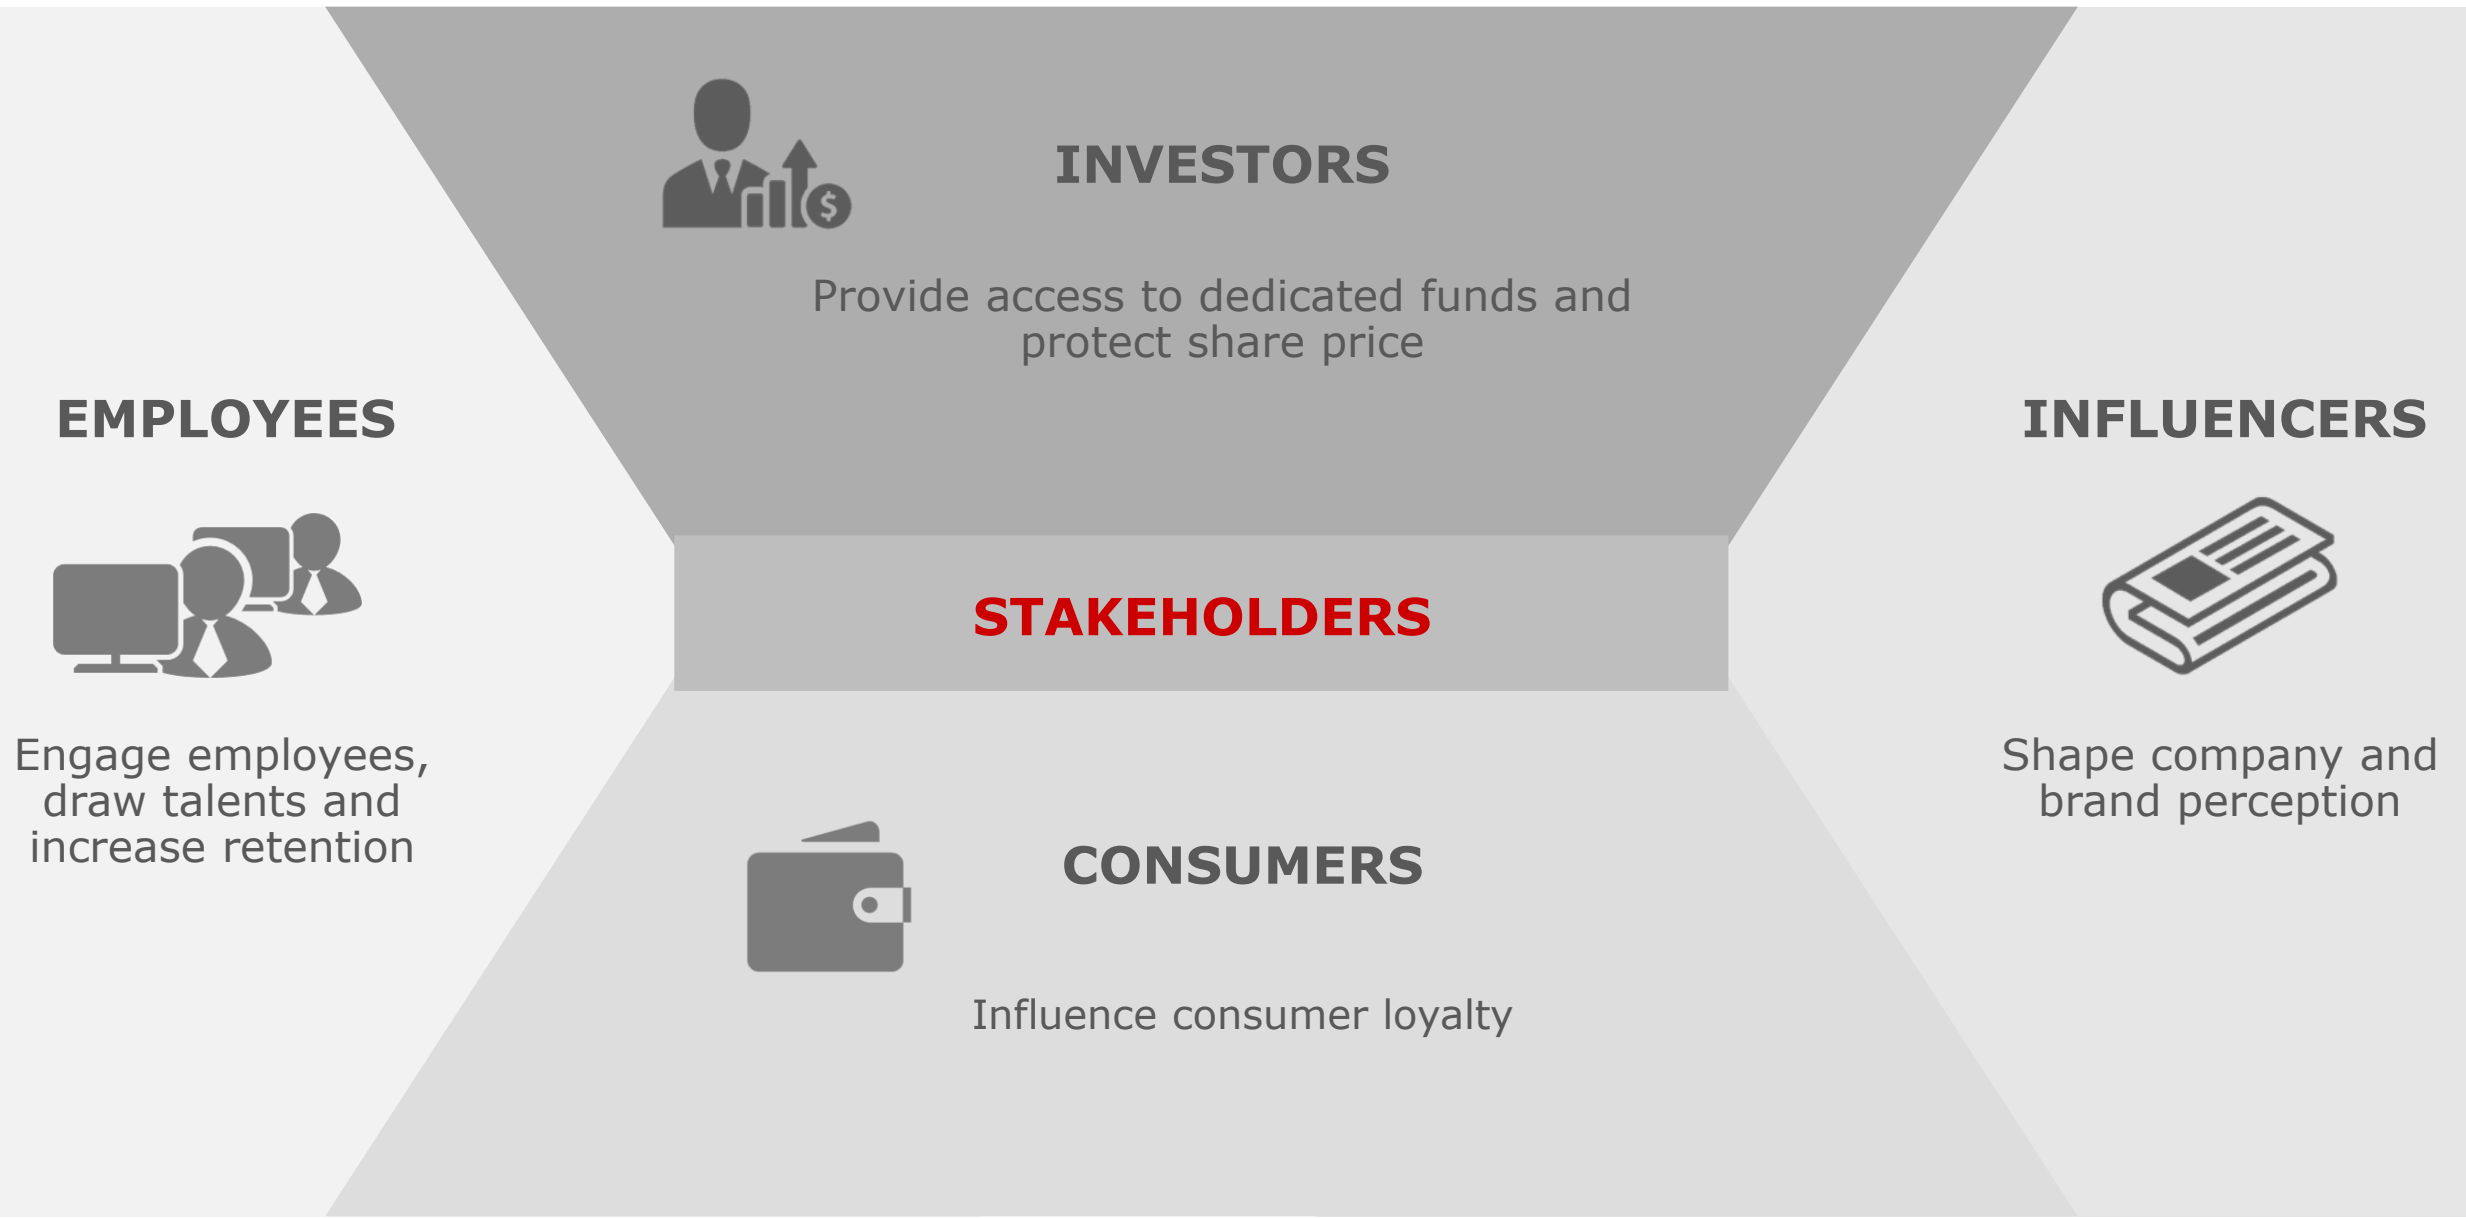 INVESTORS
Provide access to dedicated funds and
protect share price
EMPLOYEES
Engage employees,
draw talents and
increase retention
STAKEHOLDERS
INFLUENCERS
Shape company and
brand perception
CONSUMERS
Influence consumer loyalty
$